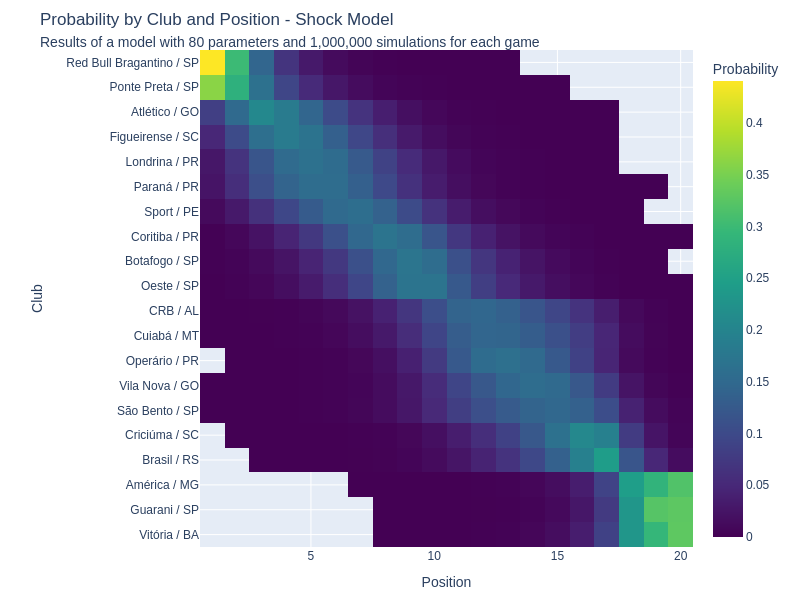 Probability by Club and Position - Shock Model
Results of a model with 80 parameters and 1,000,000 simulations for each game
Probability
Red Bull Bragantino / SP
Ponte Preta / SP
Atlético / GO
Figueirense / SC
Londrina / PR
Paraná / PR
Sport / PE
Coritiba / PR
Botafogo / SP
Oeste / SP
CRB / AL
Cuiabá / MT
Operário / PR
Vila Nova / GO
São Bento / SP
Criciúma / SC
Brasil / RS
América / MG
Guarani / SP
Vitória / BA
Club
5
10
15
20
Position
0.4
0.35
0.3
0.25
0.2
0.15
0.1
0.05
0